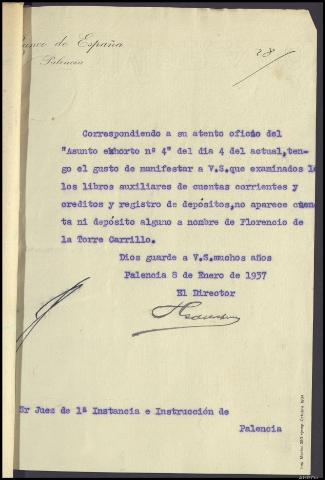 Banco de España
Palencia
Correspondiendo a su atento oficio del
"Asunto exhorto nº 4" del dia 4 del actual,ten-
go el gusto de manifestar a V.S.que examinados
los libros auxiliares de cuentas corrientes y
creditos y registro de depósitos,no aparece cuen-
ta ni depósito alguno a nombre de Florencio de
la Torre Carrillo.
Dios guarde a V.S.muchos años
Palencia 8 de Enero de 1937
El Director
Sr Juez de 1ª Instancia e Instrucción de
Palencia